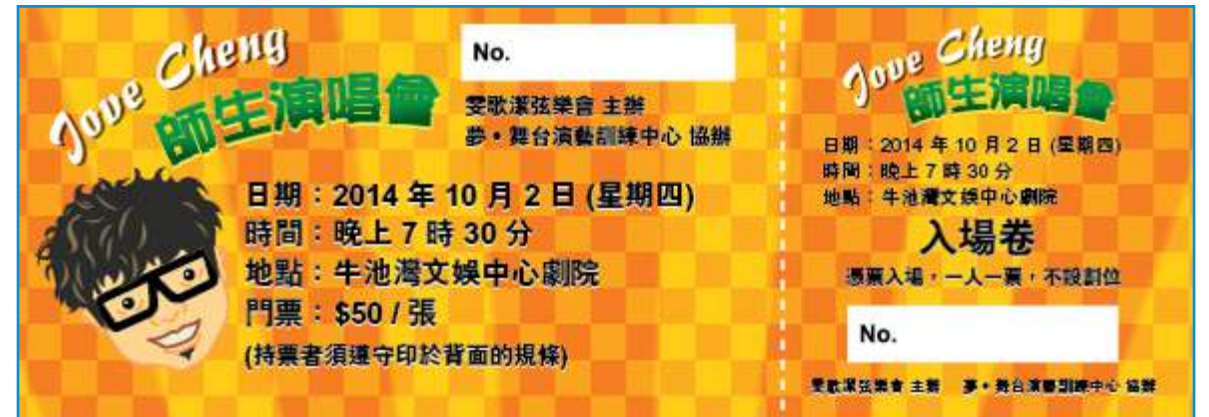 Jove Cheng
師生演唱會
No.
雯歌潔弦樂會 主辦
夢·舞台演藝訓練中心 協辦
日期：2014 年 10 月 2 日 (星期四)
時間：晚上 7 時 30 分
地點：牛池灣文娛中心劇院
門票：$50 / 張
(持票者須遵守印於背面的規條)
Jove Cheng
師生演唱會
日期：2014 年 10 月 2 日 (星期四)
時間：晚上 7 時 30 分
地點：牛池灣文娛中心劇院
入場卷
憑票入場，一人一票，不設劃位
No.
雯歌潔弦樂會 主辦 夢·舞台演藝訓練中心 協辦